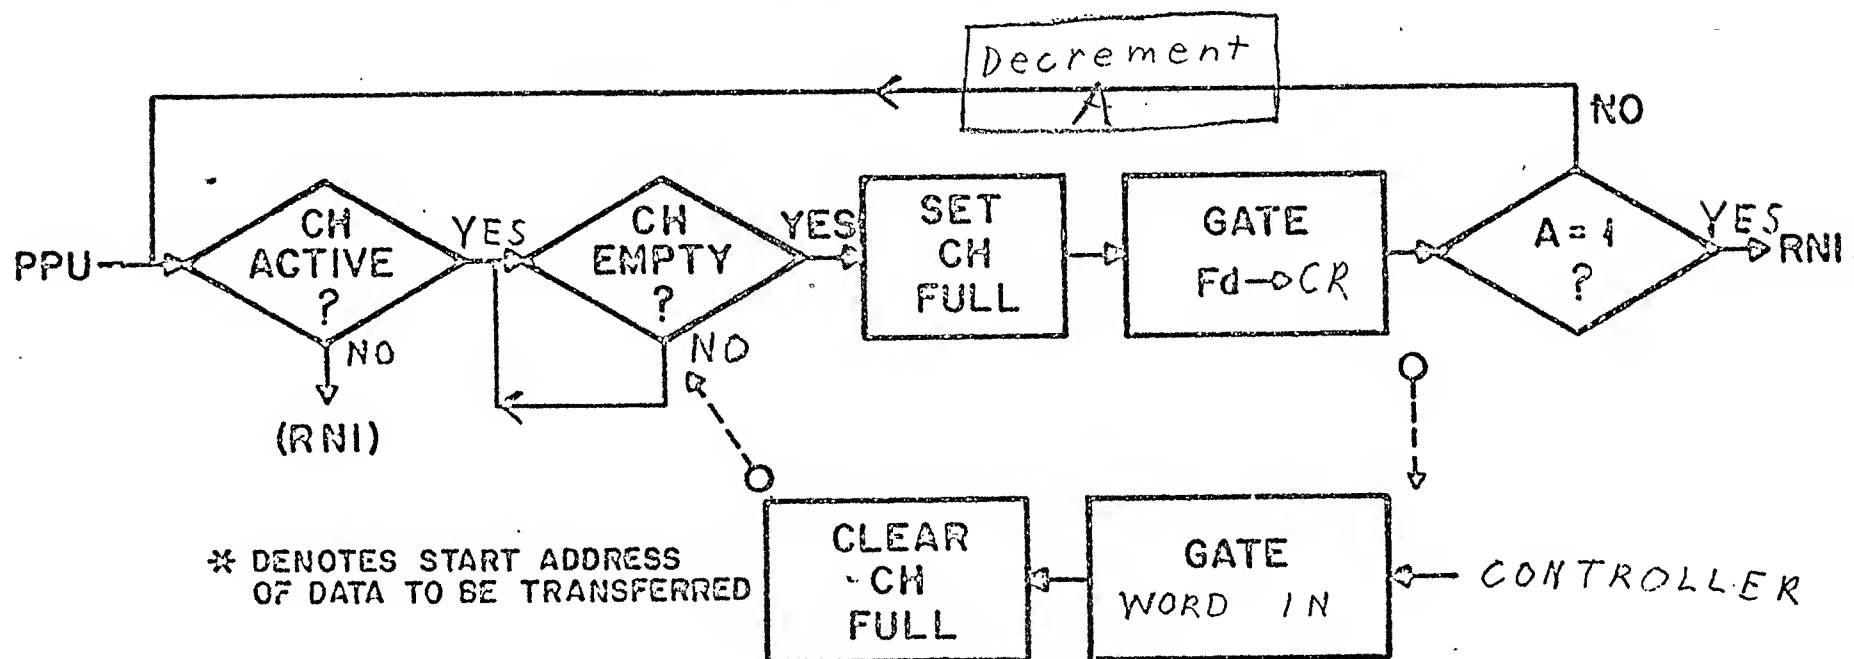 Decrement
A
NO
PPU
CH
ACTIVE
?
YES
NO
(RNI)
CH
EMPTY
?
YES
NO
SET
CH
FULL
GATE
Fd→CR
A = 1
?
YES
RNI
* DENOTES START ADDRESS
OF DATA TO BE TRANSFERRED
CLEAR
CH
FULL
GATE
WORD IN
CONTROLLER